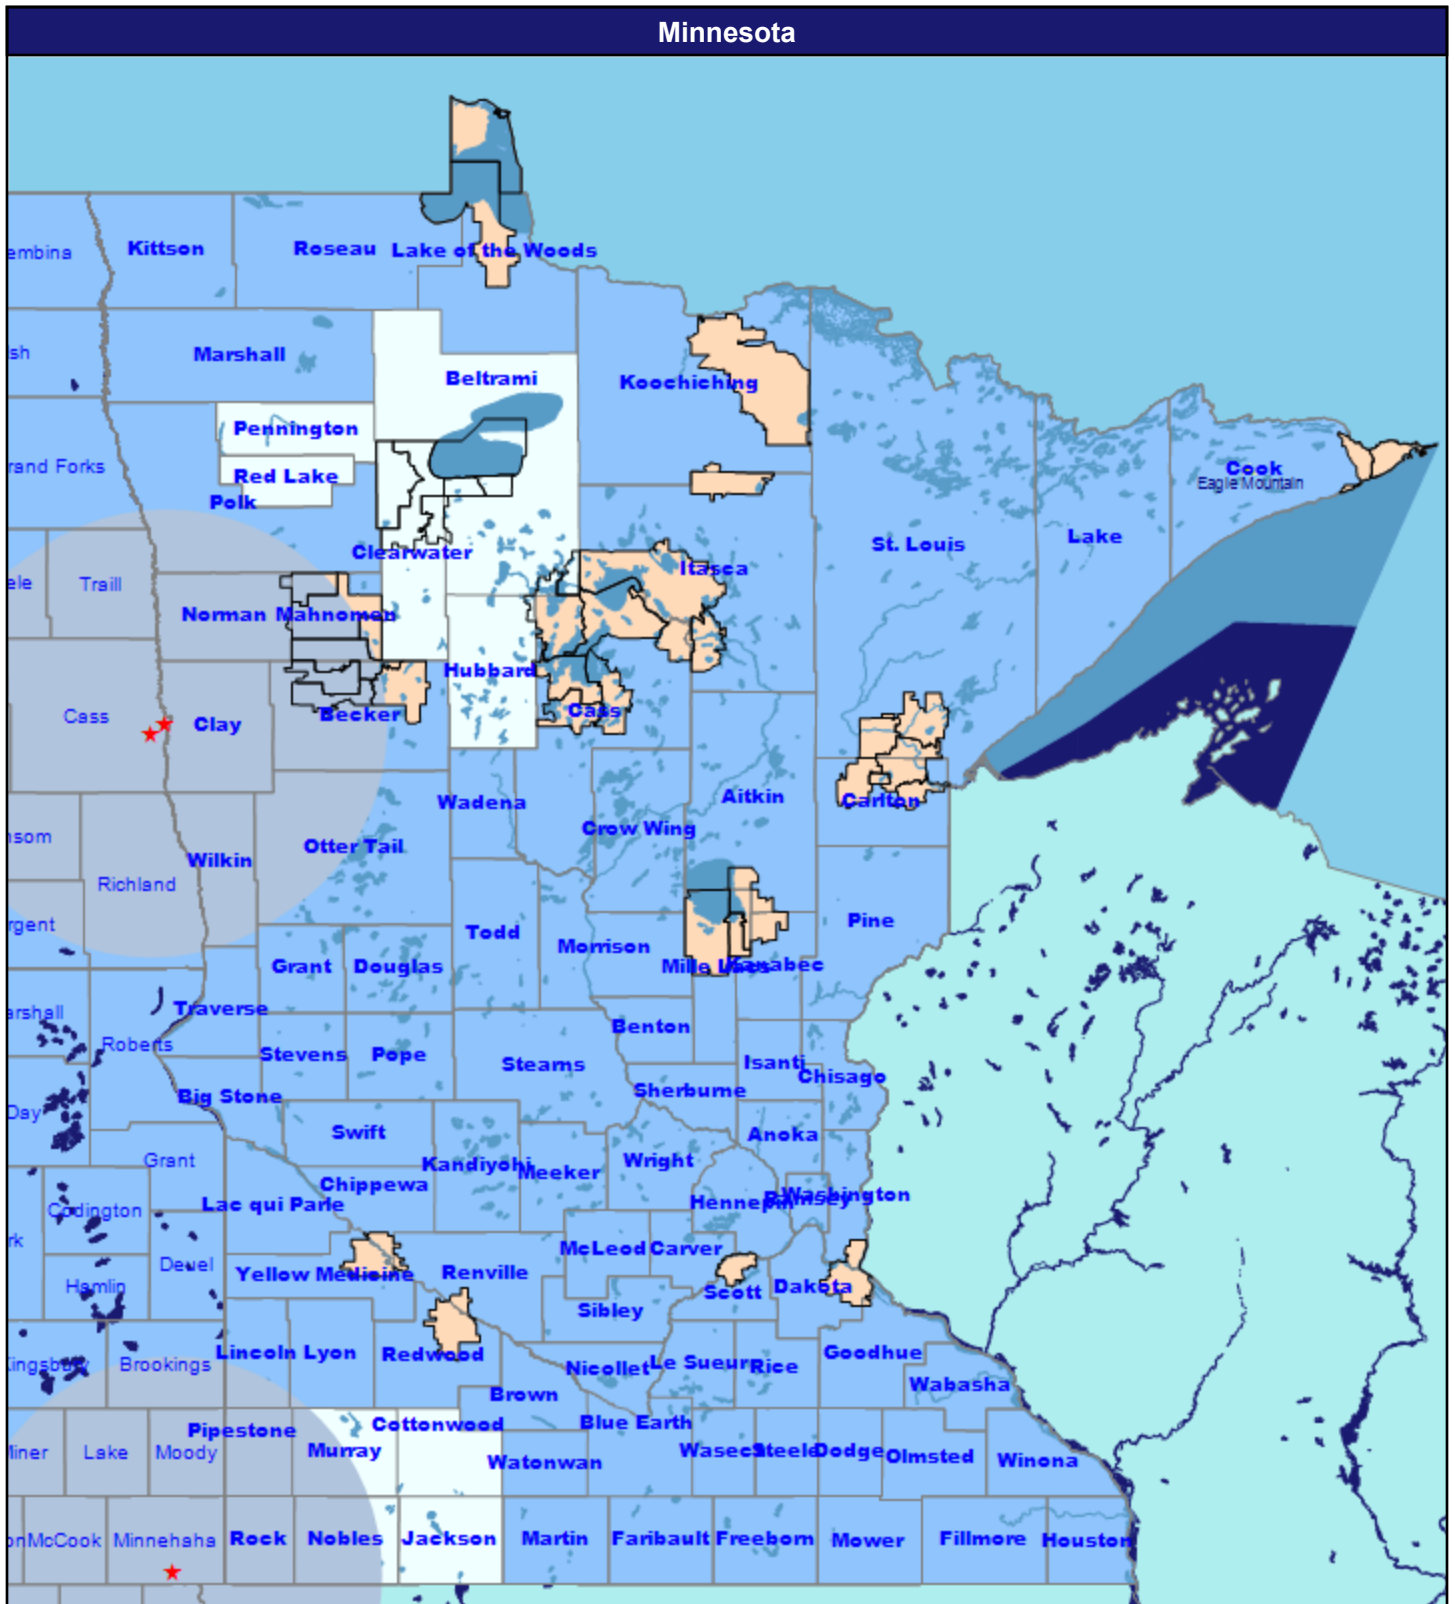 Minnesota
embina
Kittson
Roseau
Lake of the Woods
sh
Marshall
Beltrami
Koochiching
Pennington
rand Forks
Red Lake
Polk
Cook
Eagle Mountain
Clearwater
St. Louis
Lake
Itasca
ele
Traill
Norman
Mahnomen
Hubbard
Cass
Clay
Becker
Cass
Wadena
Aitkin
Carlton
Crow Wing
nsom
Otter Tail
Wilkin
Richland
rgent
Todd
Morrison
Pine
Grant
Douglas
Mille Lacs
Kanabec
arshall
Traverse
Roberts
Benton
Stevens
Pope
Stearns
Isanti
Chisago
Sherburne
Big Stone
Day
Swift
Anoka
Grant
Kandiyohi
Meeker
Wright
Chippewa
Lac qui Parle
Hennepin
Ramsey
Washington
Codington
rk
McLeod
Carver
Deuel
Yellow Medicine
Renville
Hamlin
Scott
Dakota
Sibley
Kingsbury
Brookings
Lincoln
Lyon
Redwood
Nicollet
Le Sueur
Rice
Goodhue
Wabasha
Brown
Cottonwood
Blue Earth
Pipestone
Murray
Miner
Lake
Moody
Watonwan
Waseca
Steele
Dodge
Olmsted
Winona
on
McCook
Minnehaha
Rock
Nobles
Jackson
Martin
Faribault
Freeborn
Mower
Fillmore
Houston